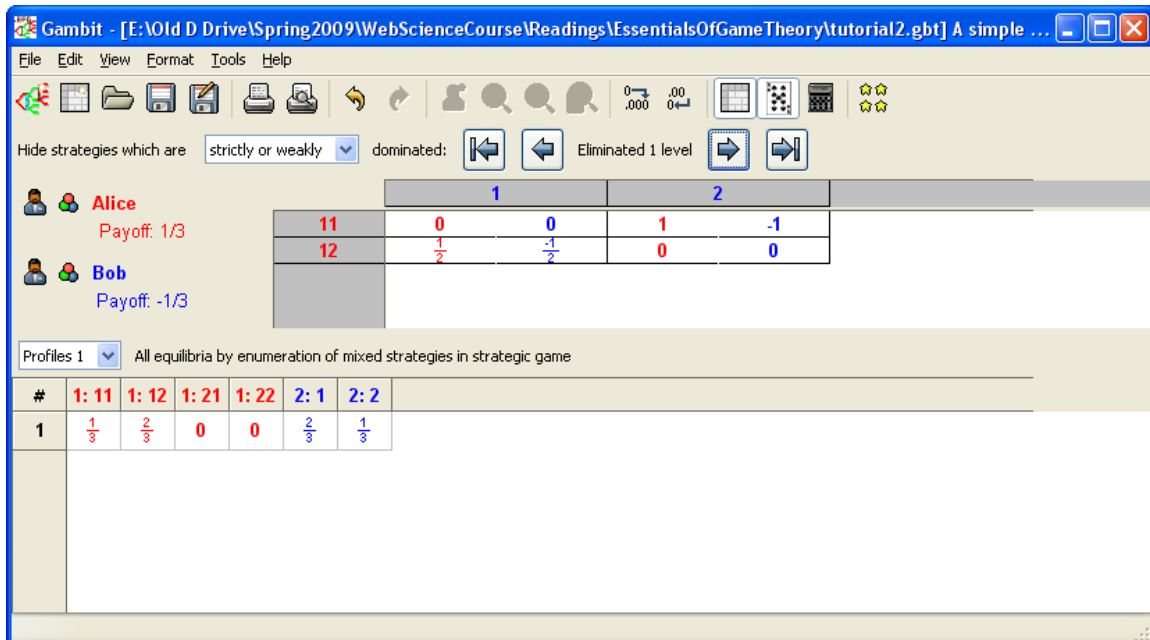 Gambit - [E:\Old D Drive\Spring2009\WebScienceCourse\Readings\EssentialsOfGameTheory\tutorial2.gbt] A simple ...
File Edit View Format Tools Help
0 .000 .00 0
Hide strategies which are strictly or weakly dominated: Eliminated 1 level
1 2
Alice
Payoff: 1/3
11 0 0 1 -1
12 1/2 -1/2 0 0
Bob
Payoff: -1/3
Profiles 1 All equilibria by enumeration of mixed strategies in strategic game
# 1: 11 1: 12 1: 21 1: 22 2: 1 2: 2
1 1/3 2/3 0 0 2/3 1/3